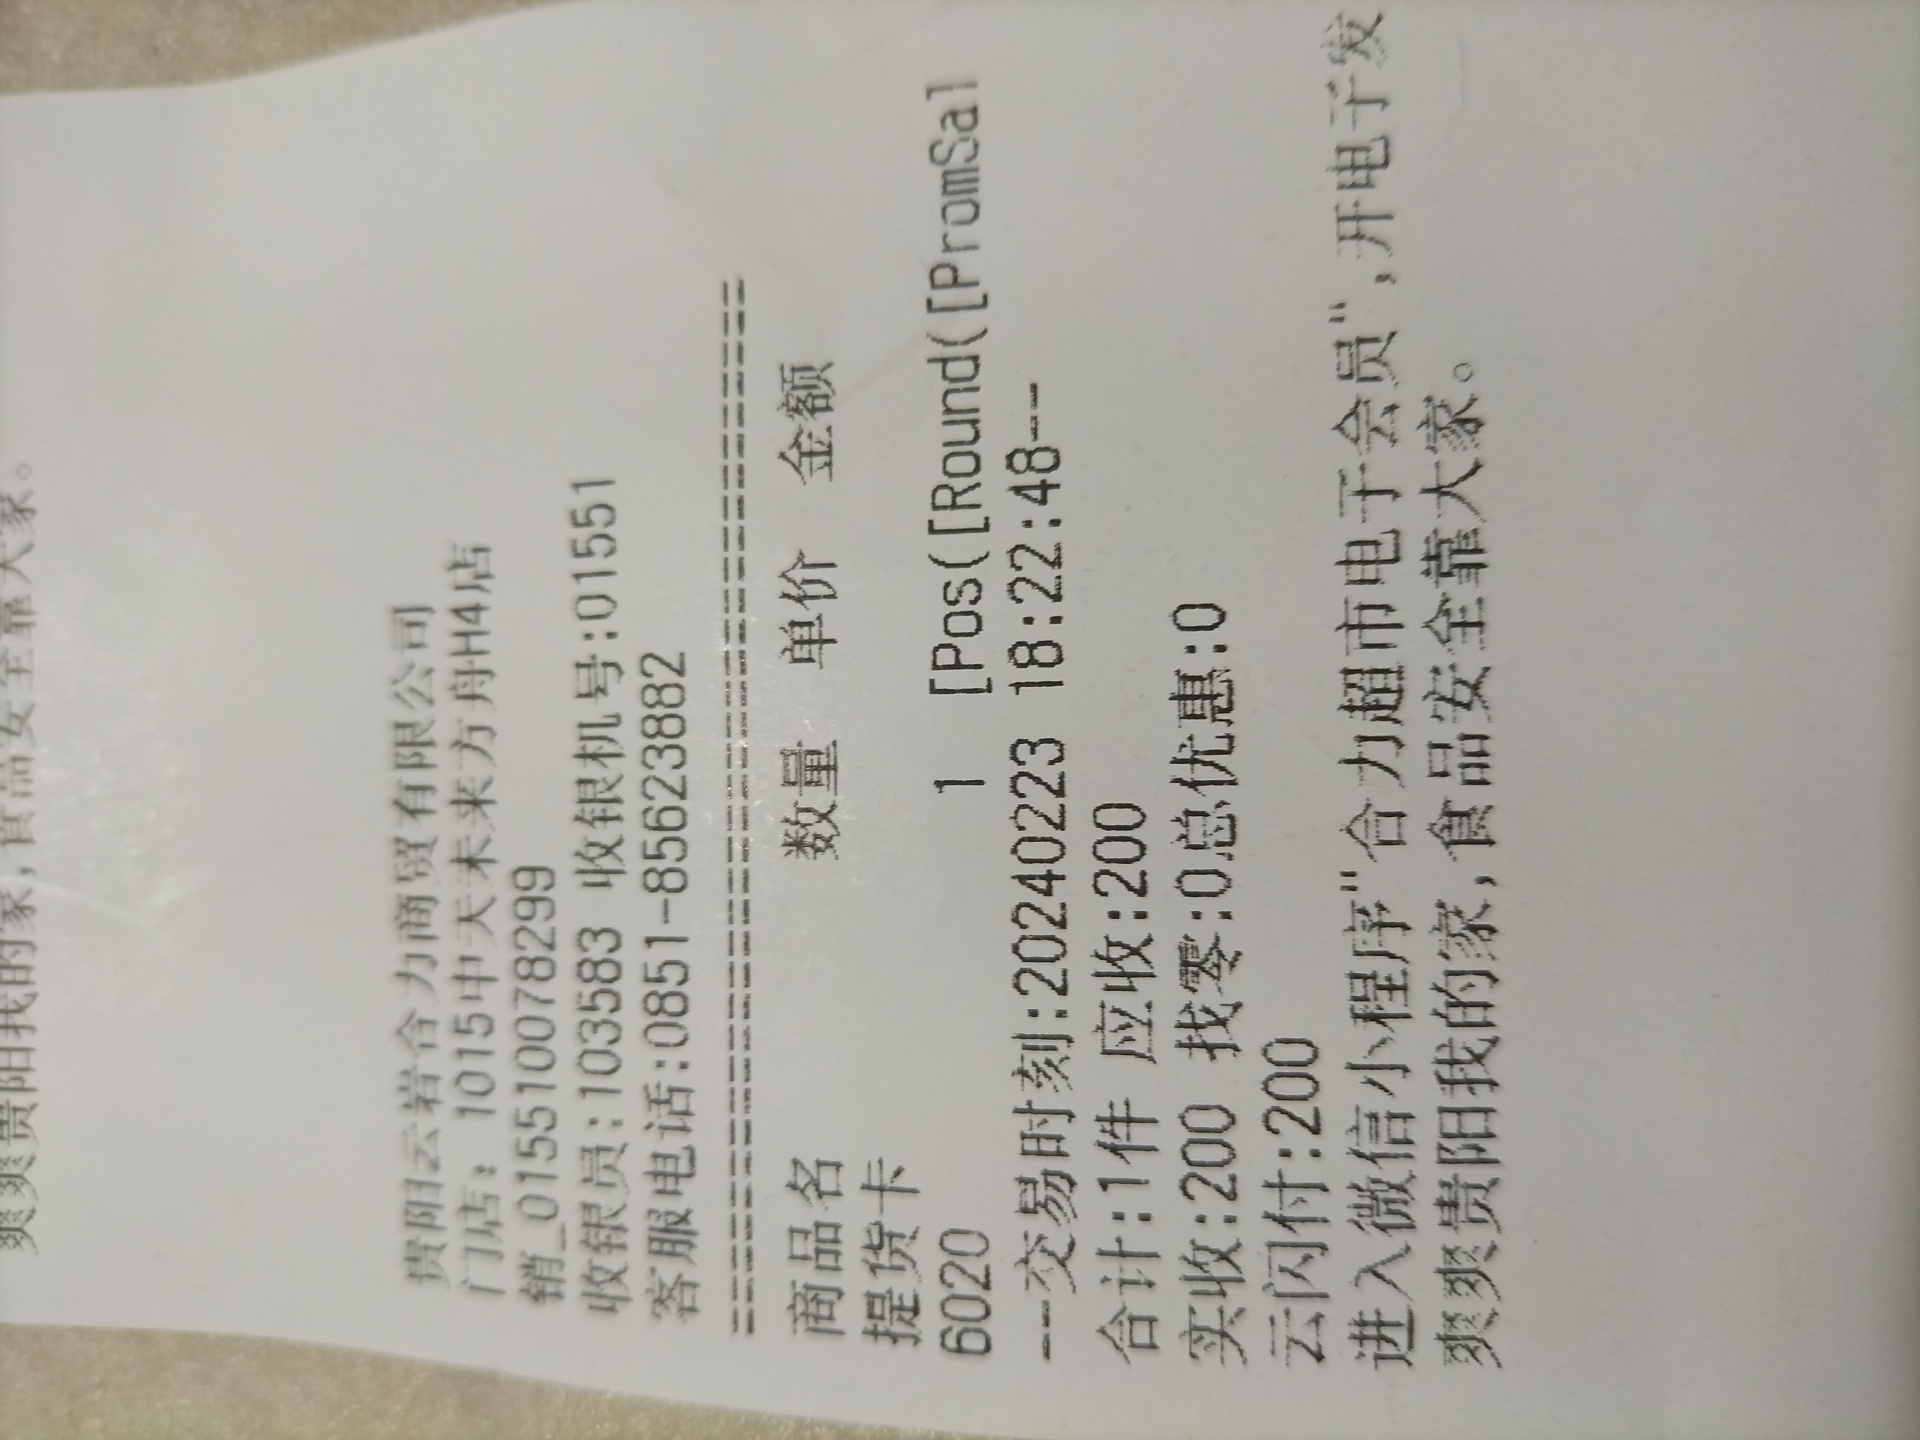 爽爽贵阳我的家,食品安全靠大家。
贵阳云岩合力商贸有限公司
门店: 1015中天未来方舟H4店
销_0155100782​99
收银员:103583 收银机号:01551
客服电话:0851-85623882
================================
商品名 数量 单价 金额
提货卡
6020 1 [Pos([Round([PromSal
--交易时刻:20240223 18:22:48--
合计:1件 应收:200
实收:200 找零:0总优惠:0
云闪付:200
进入微信小程序"合力超市电子会员",开电子发
爽爽贵阳我的家,食品安全靠大家。